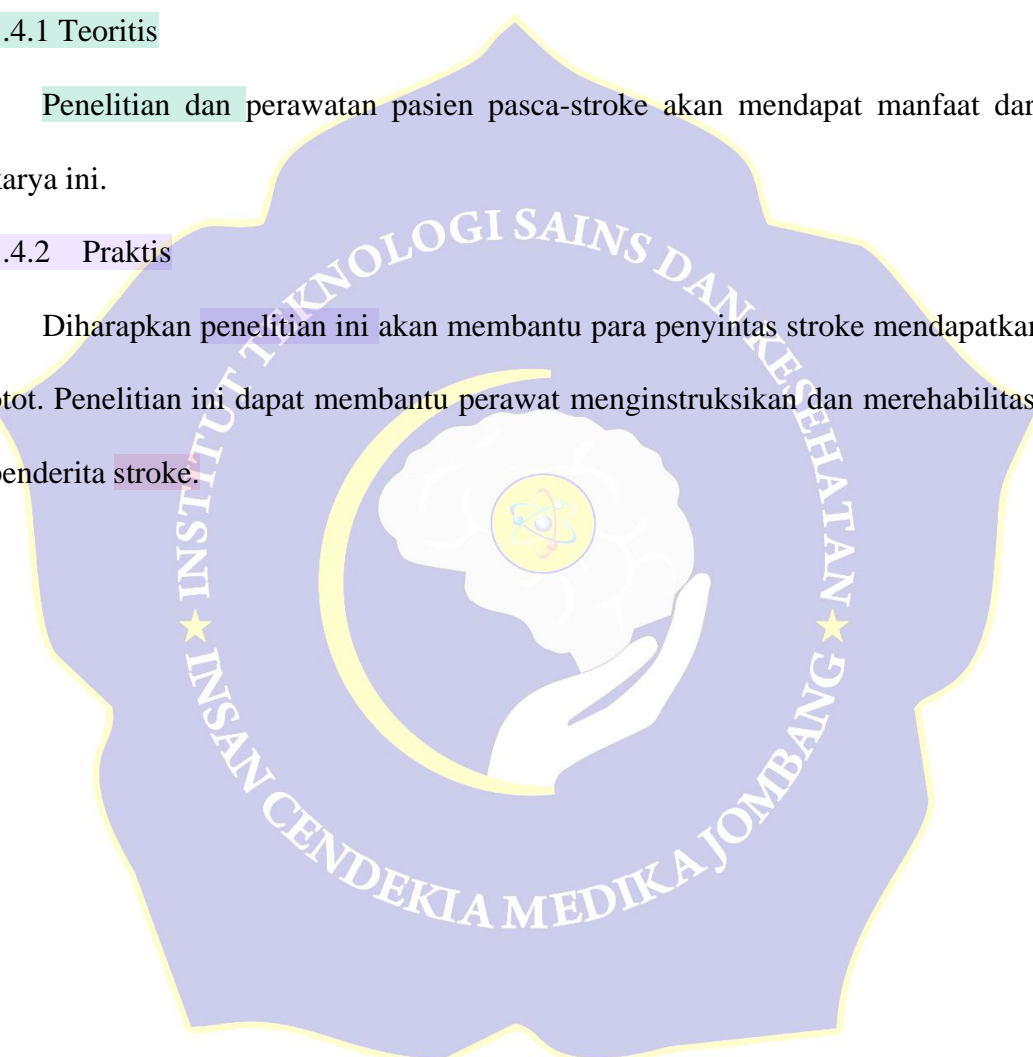 .4.1 Teoritis
Penelitian dan perawatan pasien pasca-stroke akan mendapat manfaat dar
karya ini.
.4.2 Praktis
Diharapkan penelitian ini akan membantu para penyintas stroke mendapatkan
otot. Penelitian ini dapat membantu perawat menginstruksikan dan merehabilitas
penderita stroke.
INSTITUT TEKNOLOGI SAINS DAN KESEHATAN
INSAN CENDEKIA MEDIKA JOMBANG